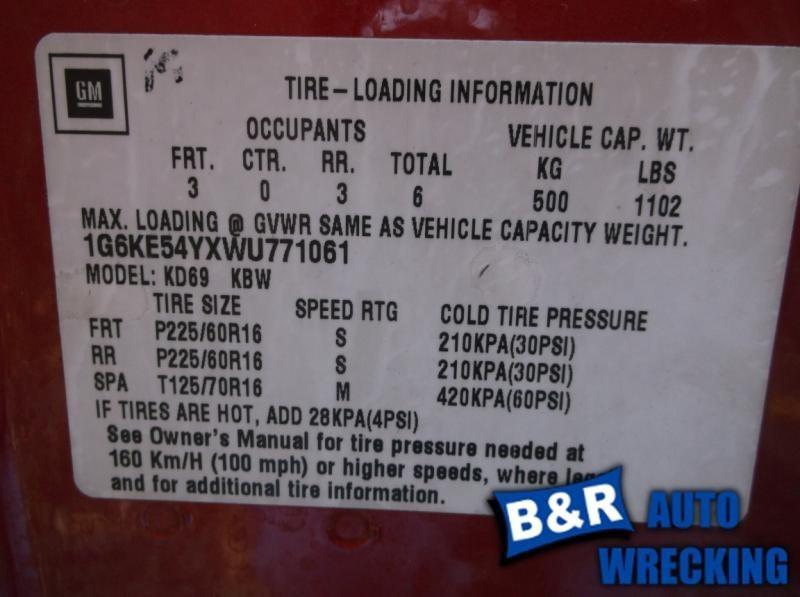 GM
TIRE-LOADING INFORMATION
OCCUPANTS VEHICLE CAP. WT.
FRT. CTR. RR. TOTAL KG LBS
3 0 3 6 500 1102
MAX. LOADING @ GVWR SAME AS VEHICLE CAPACITY WEIGHT.
1G6KE54YXWU771061
MODEL: KD69 KBW
TIRE SIZE SPEED RTG COLD TIRE PRESSURE
FRT P225/60R16 S 210KPA(30PSI)
RR P225/60R16 S 210KPA(30PSI)
SPA T125/70R16 M 420KPA(60PSI)
IF TIRES ARE HOT, ADD 28KPA(4PSI)
See Owner's Manual for tire pressure needed at
160 Km/H (100 mph) or higher speeds, where
and for additional tire information.
B&R AUTO
WRECKING